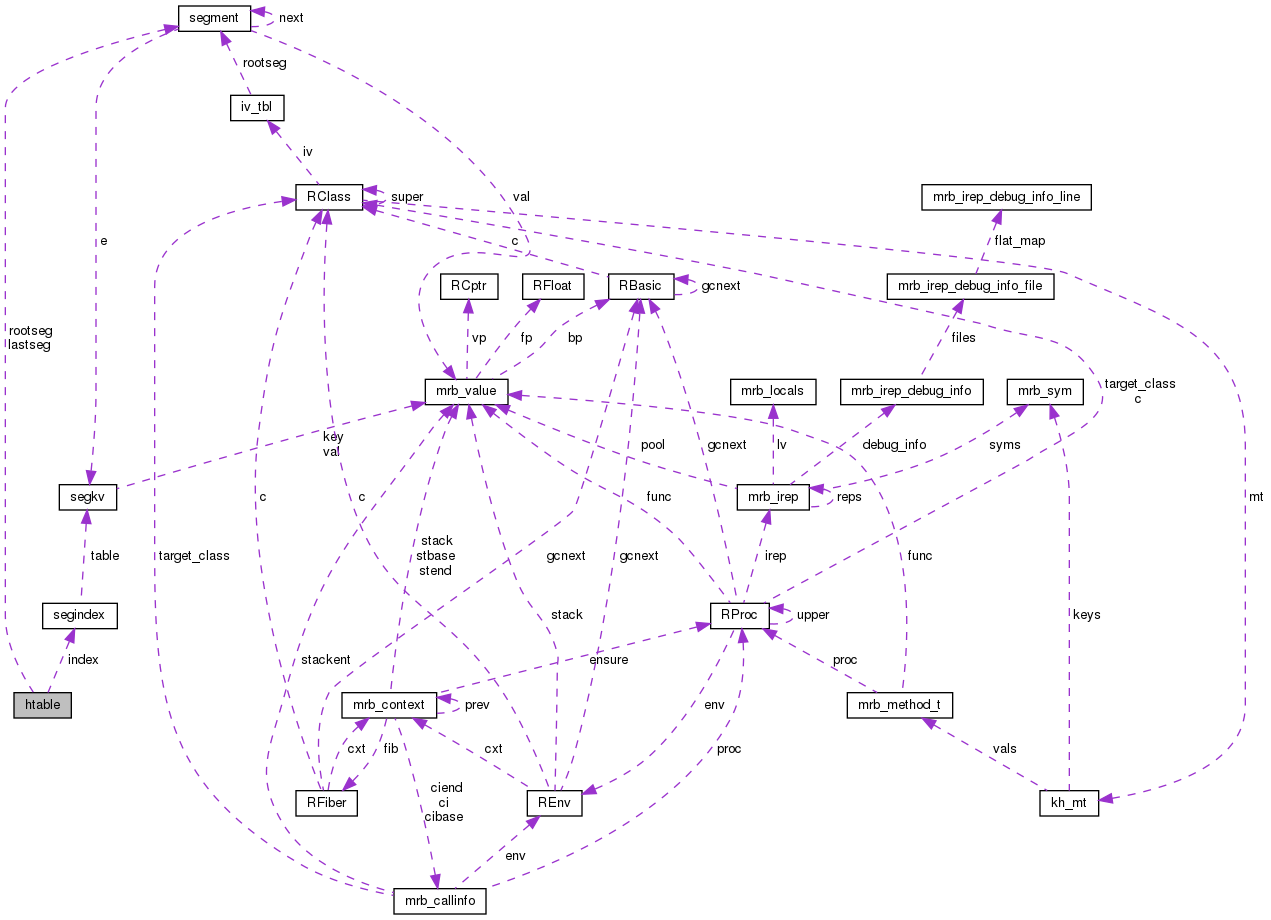 segment
next
rootseg
iv_tbl
iv
RClass
super
val
mrb_irep_debug_info_line
e
c
flat_map
RCptr
RFloat
RBasic
gcnext
mrb_irep_debug_info_file
rootseg
lastseg
vp
fp
bp
files
mrb_value
mrb_locals
mrb_irep_debug_info
mrb_sym
target_class
c
key
val
pool
gcnext
lv
debug_info
syms
segkv
c
c
func
mrb_irep
reps
mt
table
target_class
stack
stbase
stend
gcnext
gcnext
irep
func
segindex
stack
RProc
upper
keys
index
stackent
ensure
proc
htable
mrb_context
prev
env
mrb_method_t
cxt
fib
cxt
proc
vals
ciend
ci
cibase
RFiber
REnv
kh_mt
env
mrb_callinfo